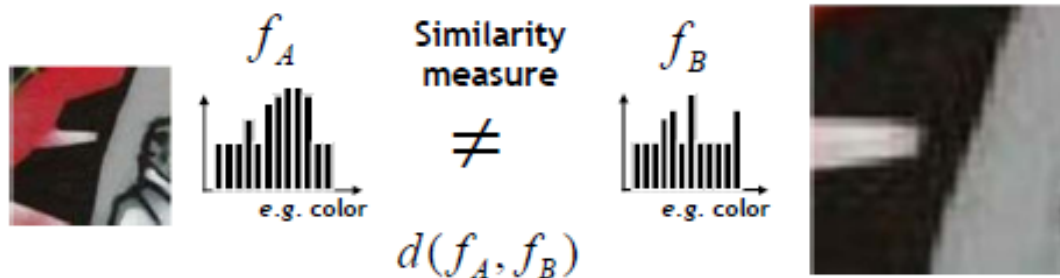 f_A
Similarity
measure
f_B
≠
e.g. color
e.g. color
d(f_A, f_B)